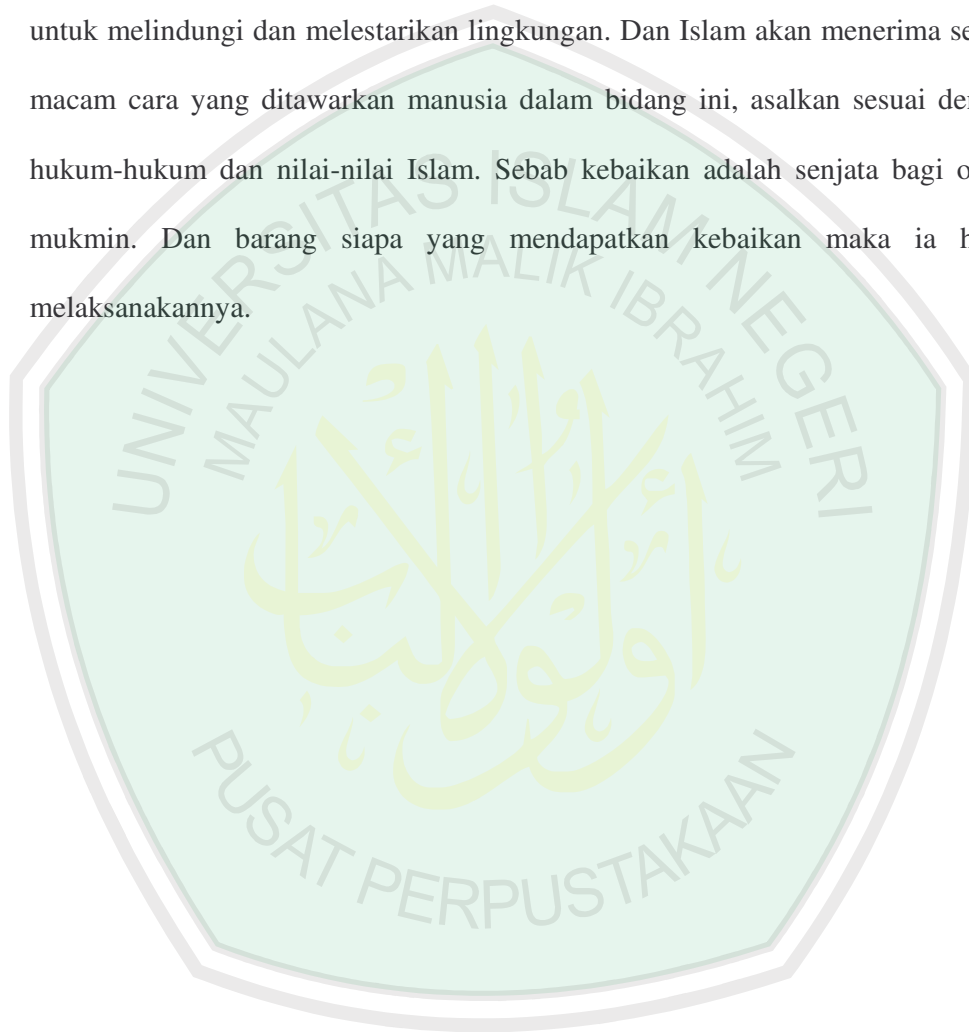 untuk melindungi dan melestarikan lingkungan. Dan Islam akan menerima se
macam cara yang ditawarkan manusia dalam bidang ini, asalkan sesuai de
hukum-hukum dan nilai-nilai Islam. Sebab kebaikan adalah senjata bagi o
mukmin. Dan barang siapa yang mendapatkan kebaikan maka ia h
melaksanakannya.
UNIVERSITAS ISLAM NEGERI
MAULANA MALIK IBRAHIM
PUSAT PERPUSTAKAAN